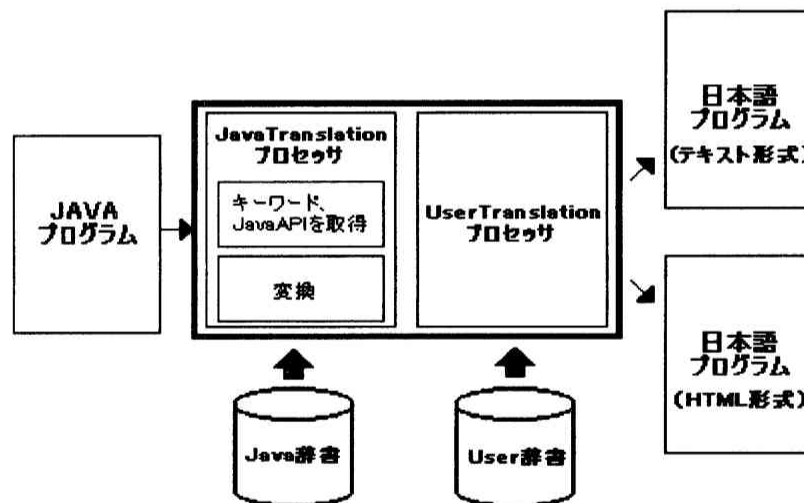 JAVA
プログラム
JavaTranslation
プロセッサ
キーワード、
JavaAPIを取得
変換
UserTranslation
プロセッサ
Java辞書
User辞書
日本語
プログラム
(テキスト形式)
日本語
プログラム
(HTML形式)